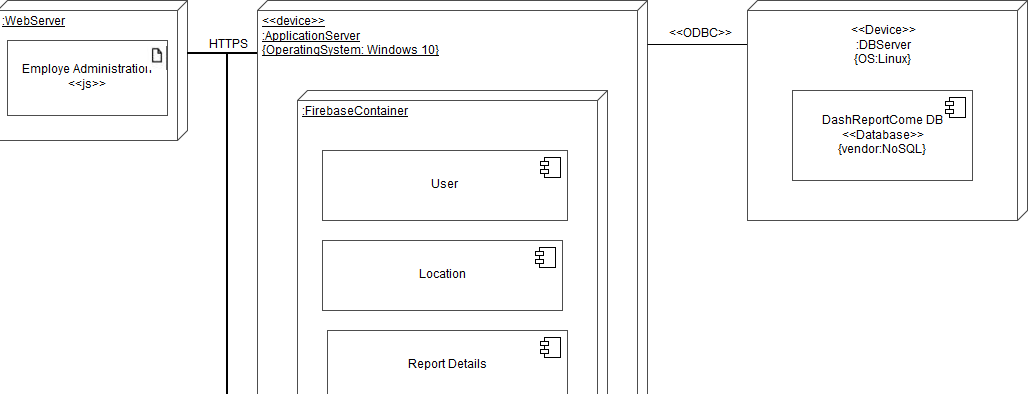 :WebServer
Employe Administration
<<js>>
HTTPS
<<device>>
:ApplicationServer
{OperatingSystem: Windows 10}
:FirebaseContainer
User
Location
Report Details
<<ODBC>>
<<Device>>
:DBServer
{OS:Linux}
DashReportCome DB
<<Database>>
{vendor:NoSQL}